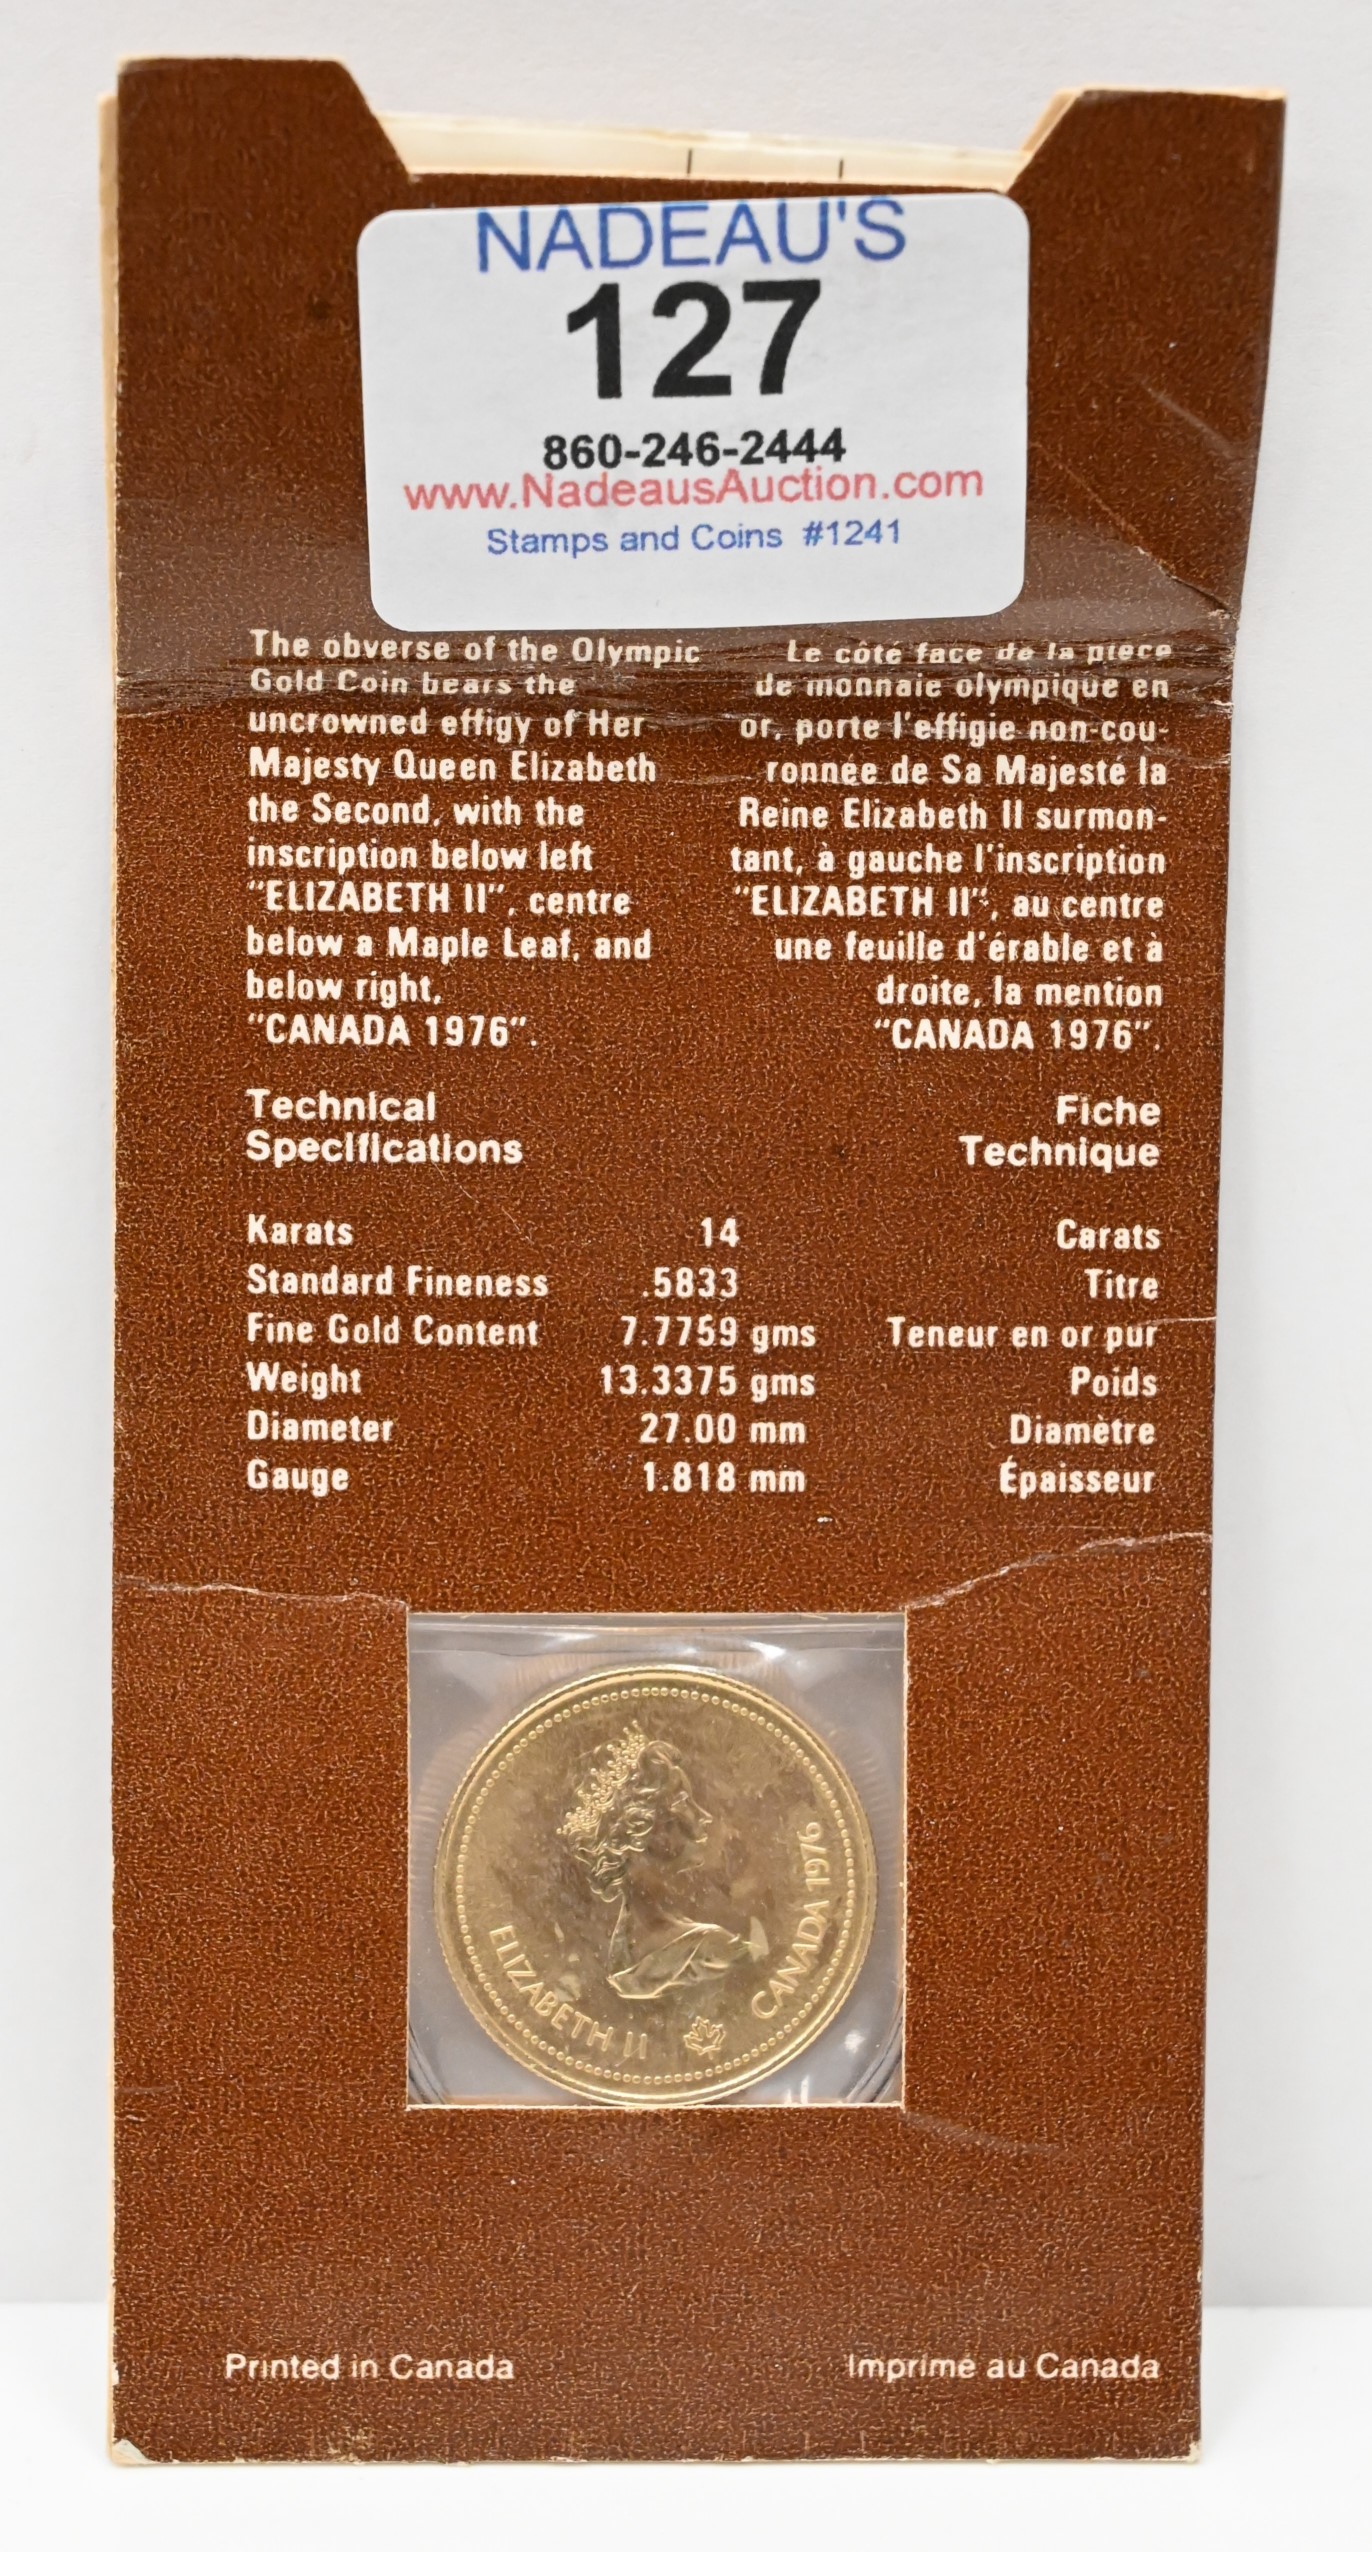 NADEAU'S
127
860-246-2444
www.NadeausAuction.com
Stamps and Coins #1241
The obverse of the Olympic
Gold Coin bears the
uncrowned effigy of Her
Majesty Queen Elizabeth
the Second, with the
inscription below left
"ELIZABETH II", centre
below a Maple Leaf, and
below right,
"CANADA 1976".
Le côté face de la pièce
de monnaie olympique en
or, porte l'effigie non-cou-
ronnée de Sa Majesté la
Reine Elizabeth II surmon-
tant, à gauche l'inscription
"ELIZABETH II", au centre
une feuille d'érable et à
droite, la mention
"CANADA 1976".
Technical
Specifications
Fiche
Technique
Karats 14 Carats
Standard Fineness .5833 Titre
Fine Gold Content 7.7759 gms Teneur en or pur
Weight 13.3375 gms Poids
Diameter 27.00 mm Diamètre
Gauge 1.818 mm Épaisseur
ELIZABETH II CANADA 1976
Printed in Canada Imprimé au Canada